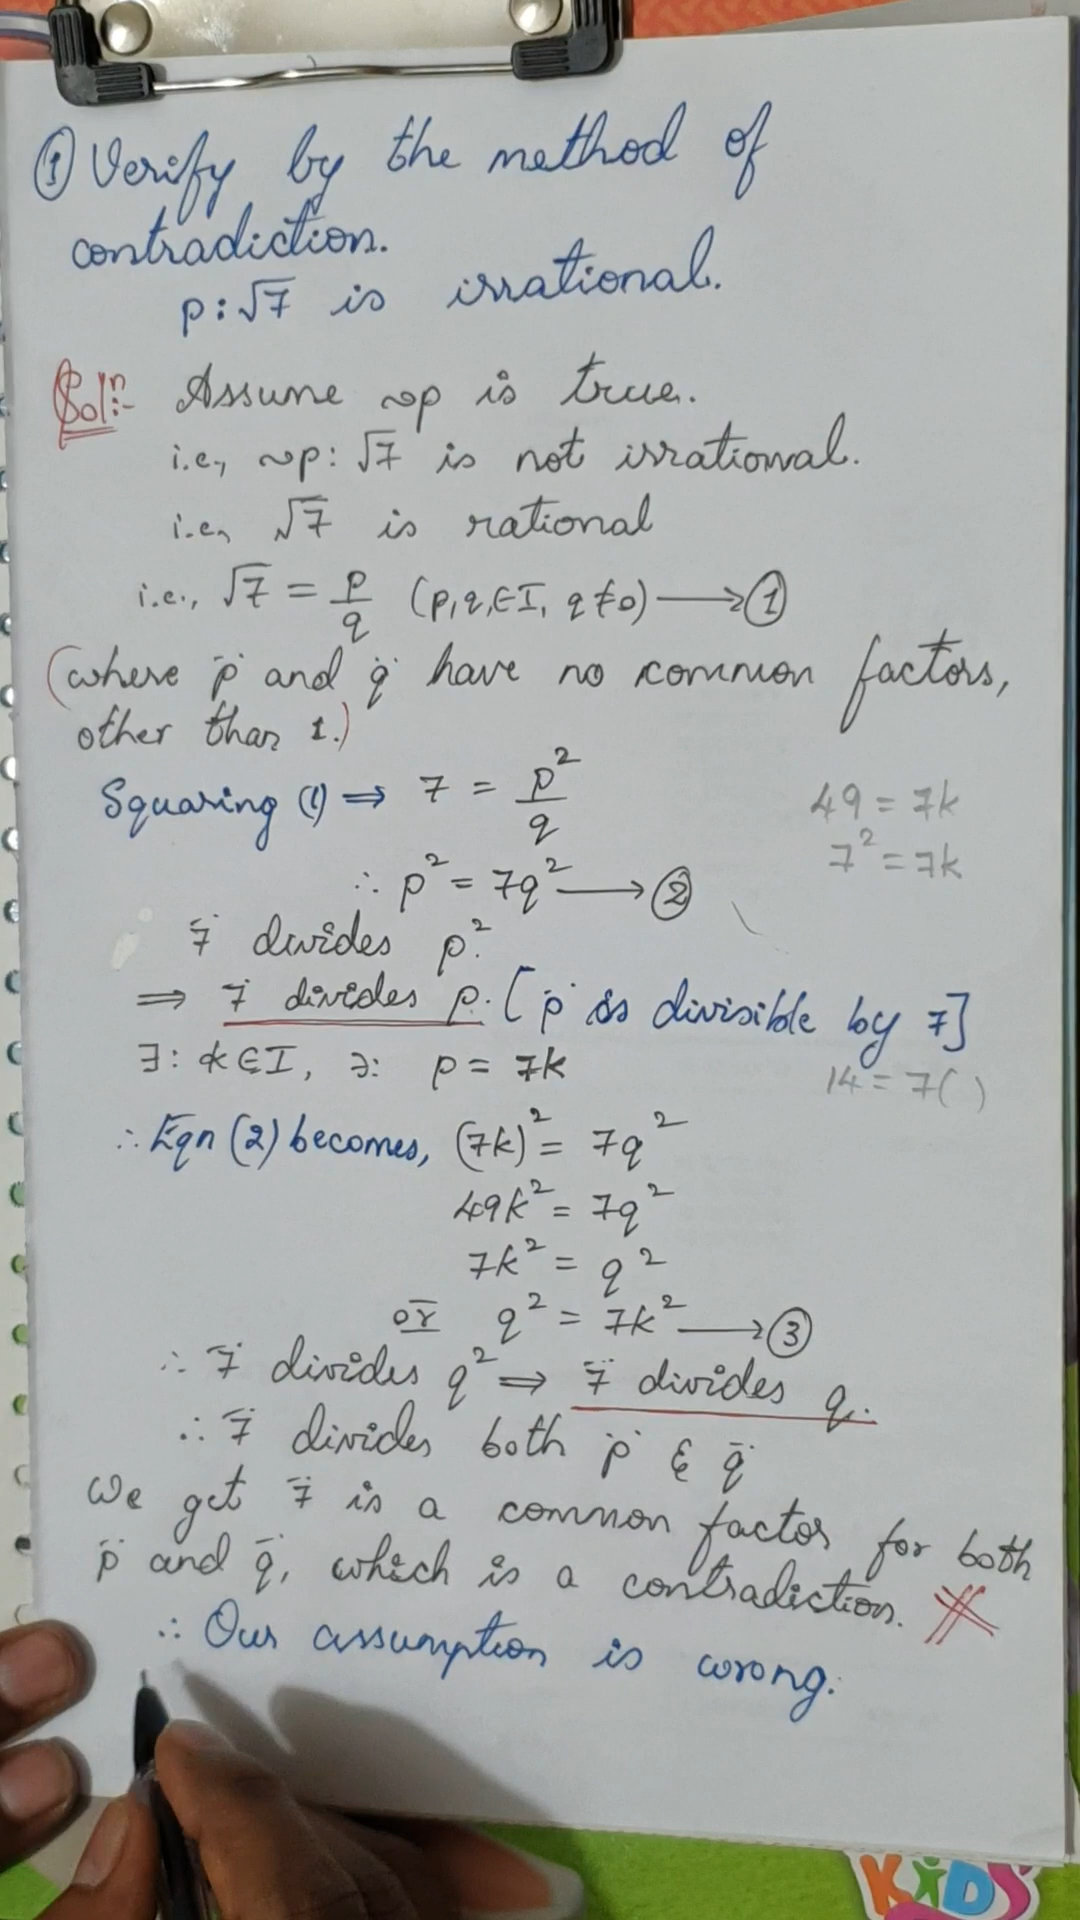 ① Verify by the method of
contradiction.
p : √7 is irrational.
Solⁿ:- Assume ~p is true.
i.e., ~p : √7 is not irrational.
i.e., √7 is rational
i.e., √7 = p/q (p, q, ∈ I, q ≠ 0) ⟶ ①
(where p and q have no common factors,
other than 1.)
Squaring (1) ⇒ 7 = p²/q
49 = 7k
7² = 7k
∴ p² = 7q² ⟶ ②
7 divides p².
⇒ 7 divides p. [p is divisible by 7]
∃: k ∈ I, ∋: p = 7k
14 = 7( )
∴ Eqn (2) becomes, (7k)² = 7q²
49k² = 7q²
7k² = q²
or q² = 7k² ⟶ ③
∴ 7 divides q² ⇒ 7 divides q.
∴ 7 divides both p & q
We get 7 is a common factor for both
p and q, which is a contradiction.
∴ Our assumption is wrong.
KiDS